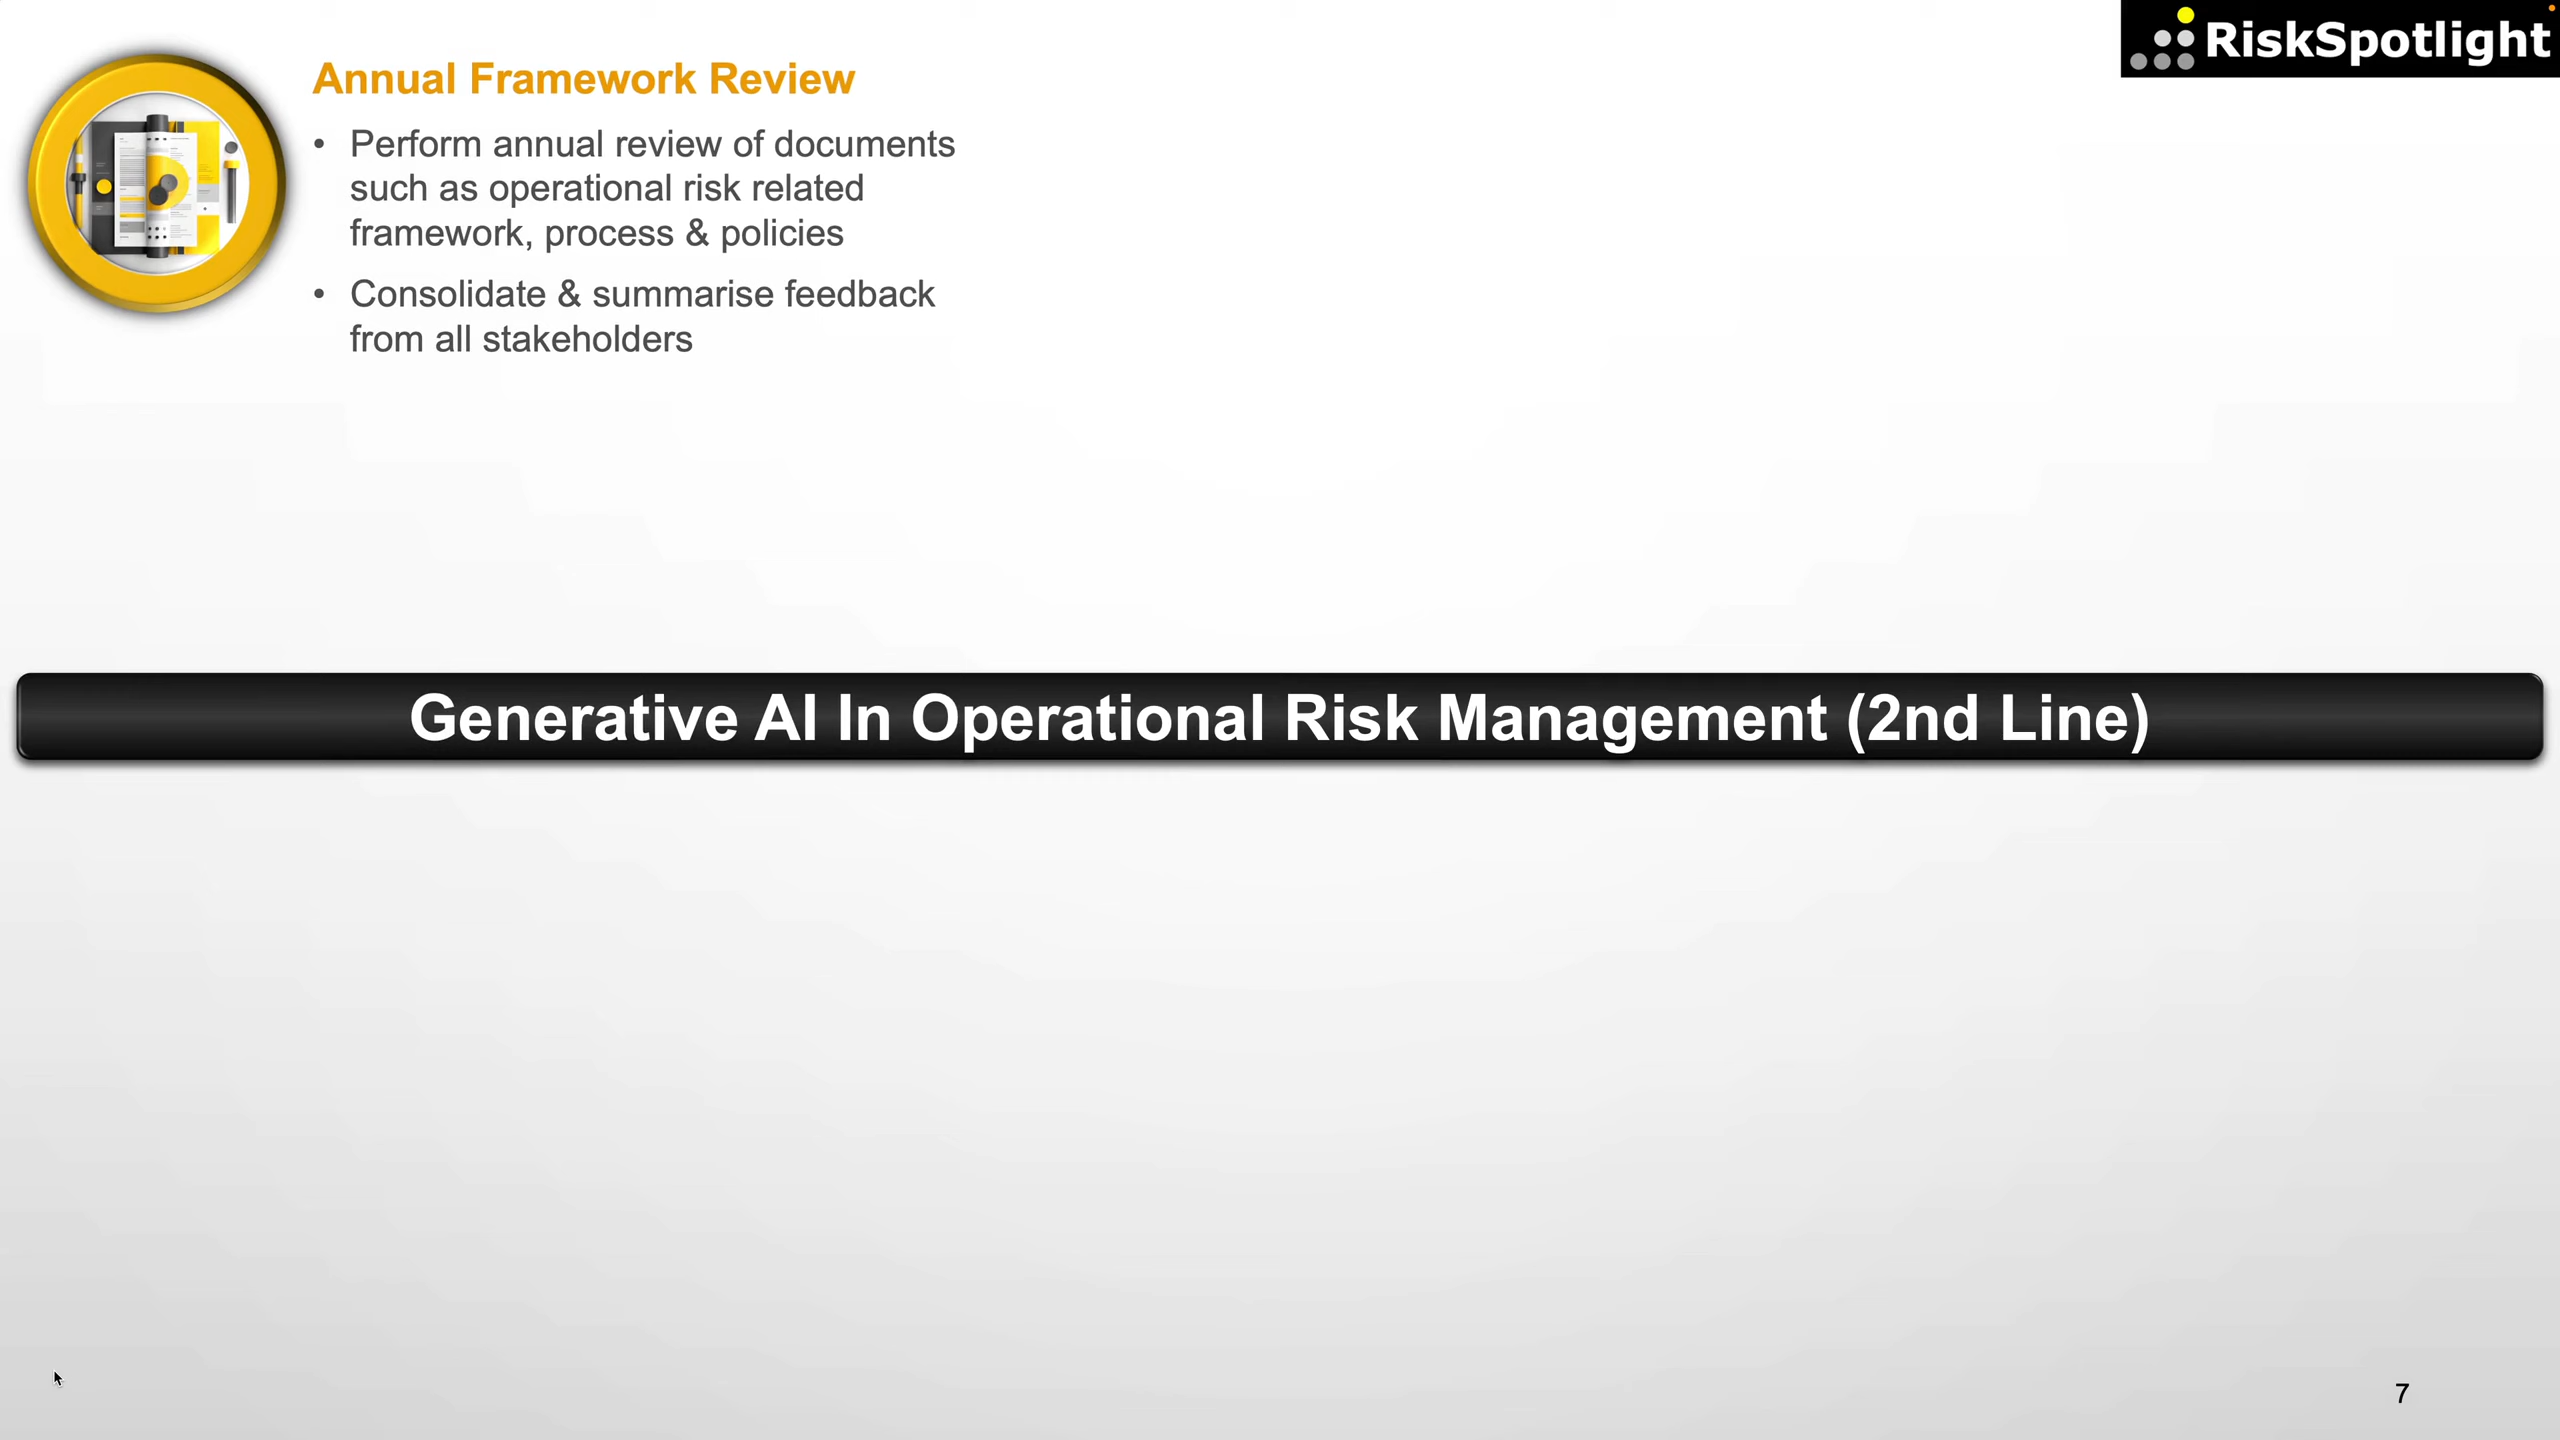 RiskSpotlight
Annual Framework Review
• Perform annual review of documents
such as operational risk related
framework, process & policies
• Consolidate & summarise feedback
from all stakeholders
Generative AI In Operational Risk Management (2nd Line)
7